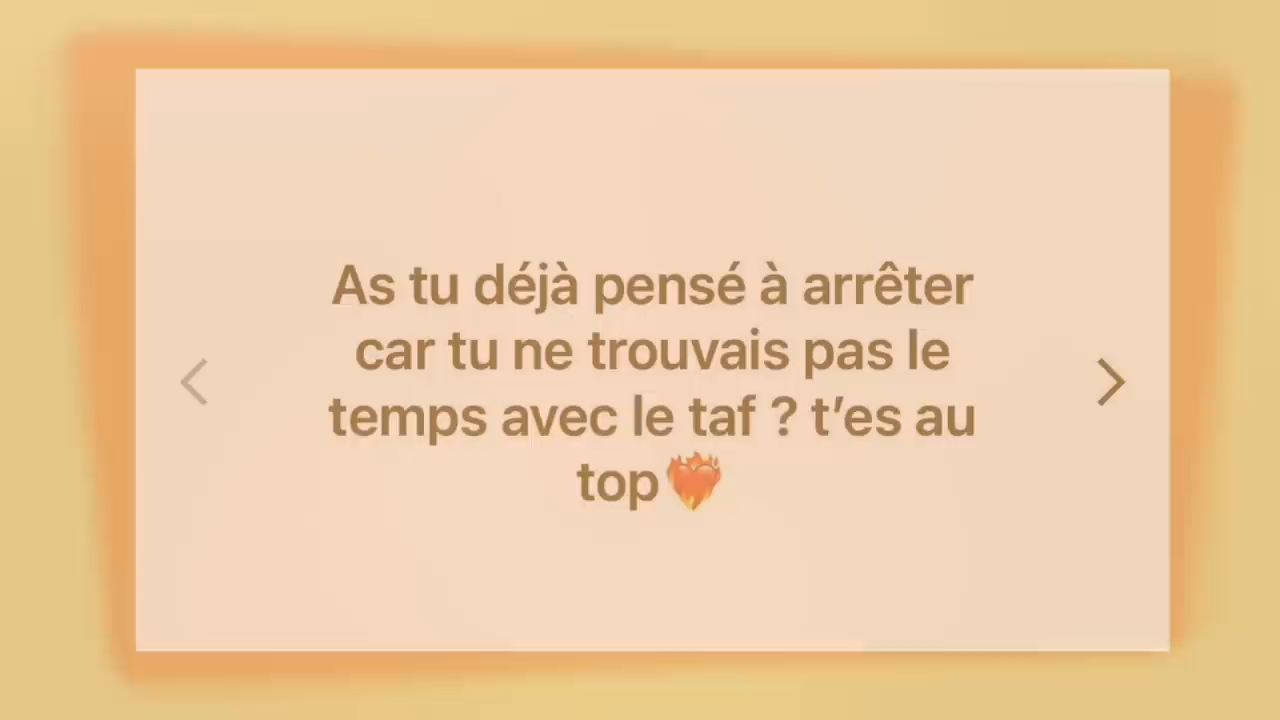 As tu déjà pensé à arrêter
car tu ne trouvais pas le
temps avec le taf ? t’es au
top❤️‍🔥